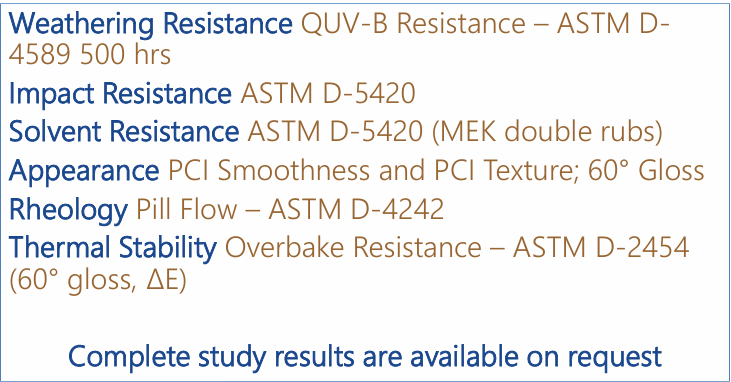 Weathering Resistance QUV-B Resistance – ASTM D-
4589 500 hrs
Impact Resistance ASTM D-5420
Solvent Resistance ASTM D-5420 (MEK double rubs)
Appearance PCI Smoothness and PCI Texture; 60° Gloss
Rheology Pill Flow – ASTM D-4242
Thermal Stability Overbake Resistance – ASTM D-2454
(60° gloss, ΔE)
Complete study results are available on request